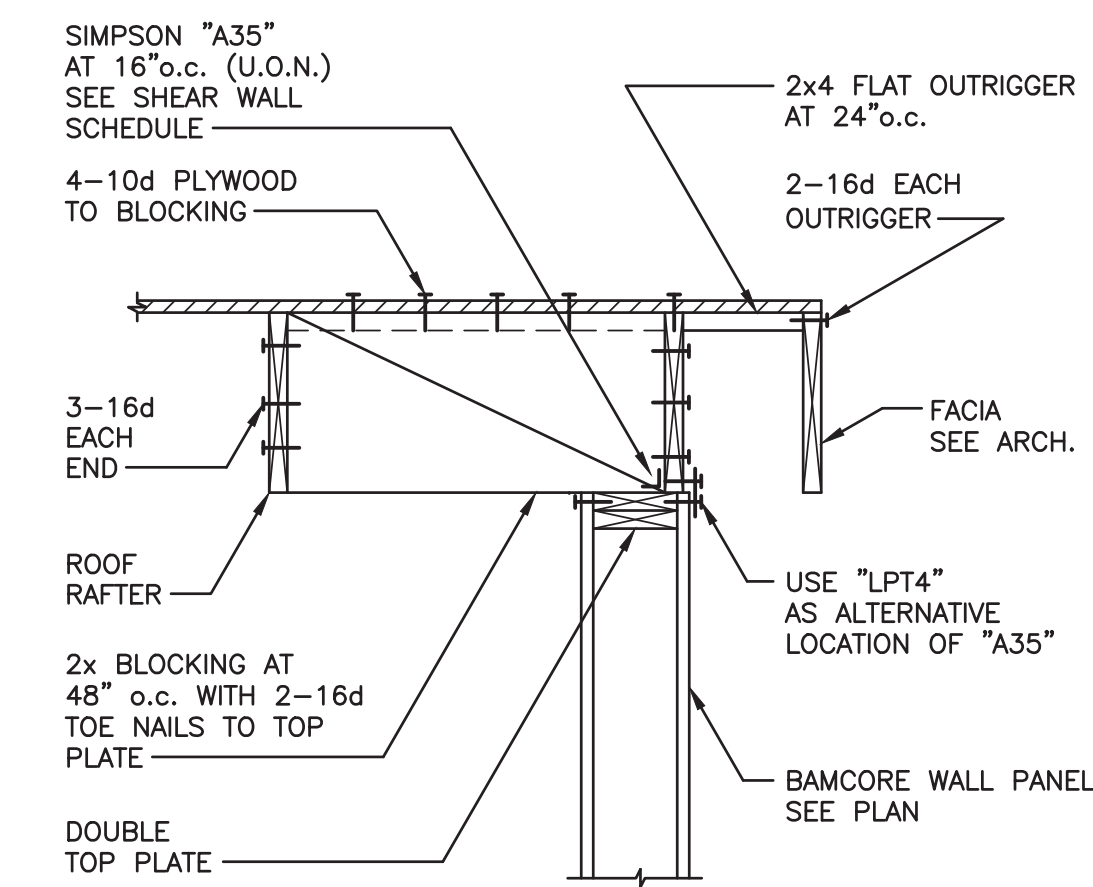 SIMPSON "A35"
AT 16"o.c. (U.O.N.)
SEE SHEAR WALL
SCHEDULE
4-10d PLYWOOD
TO BLOCKING
3-16d
EACH
END
ROOF
RAFTER
2x BLOCKING AT
48" o.c. WITH 2-16d
TOE NAILS TO TOP
PLATE
DOUBLE
TOP PLATE
2x4 FLAT OUTRIGGER
AT 24"o.c.
2-16d EACH
OUTRIGGER
FACIA
SEE ARCH.
USE "LPT4"
AS ALTERNATIVE
LOCATION OF "A35"
BAMCORE WALL PANEL
SEE PLAN